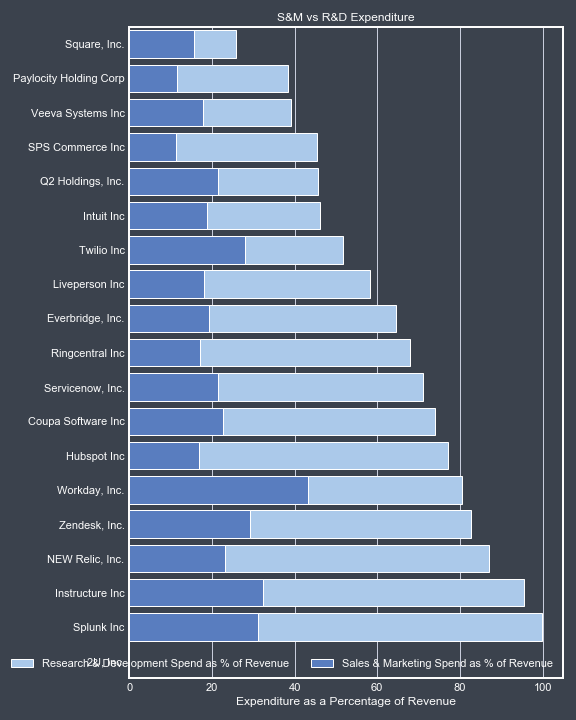 S&M vs R&D Expenditure
Square, Inc.
Paylocity Holding Corp
Veeva Systems Inc
SPS Commerce Inc
Q2 Holdings, Inc.
Intuit Inc
Twilio Inc
Liveperson Inc
Everbridge, Inc.
Ringcentral Inc
Servicenow, Inc.
Coupa Software Inc
Hubspot Inc
Workday, Inc.
Zendesk, Inc.
NEW Relic, Inc.
Instructure Inc
Splunk Inc
2U, Inc.
Research & Development Spend as % of Revenue
Sales & Marketing Spend as % of Revenue
0 20 40 60 80 100
Expenditure as a Percentage of Revenue